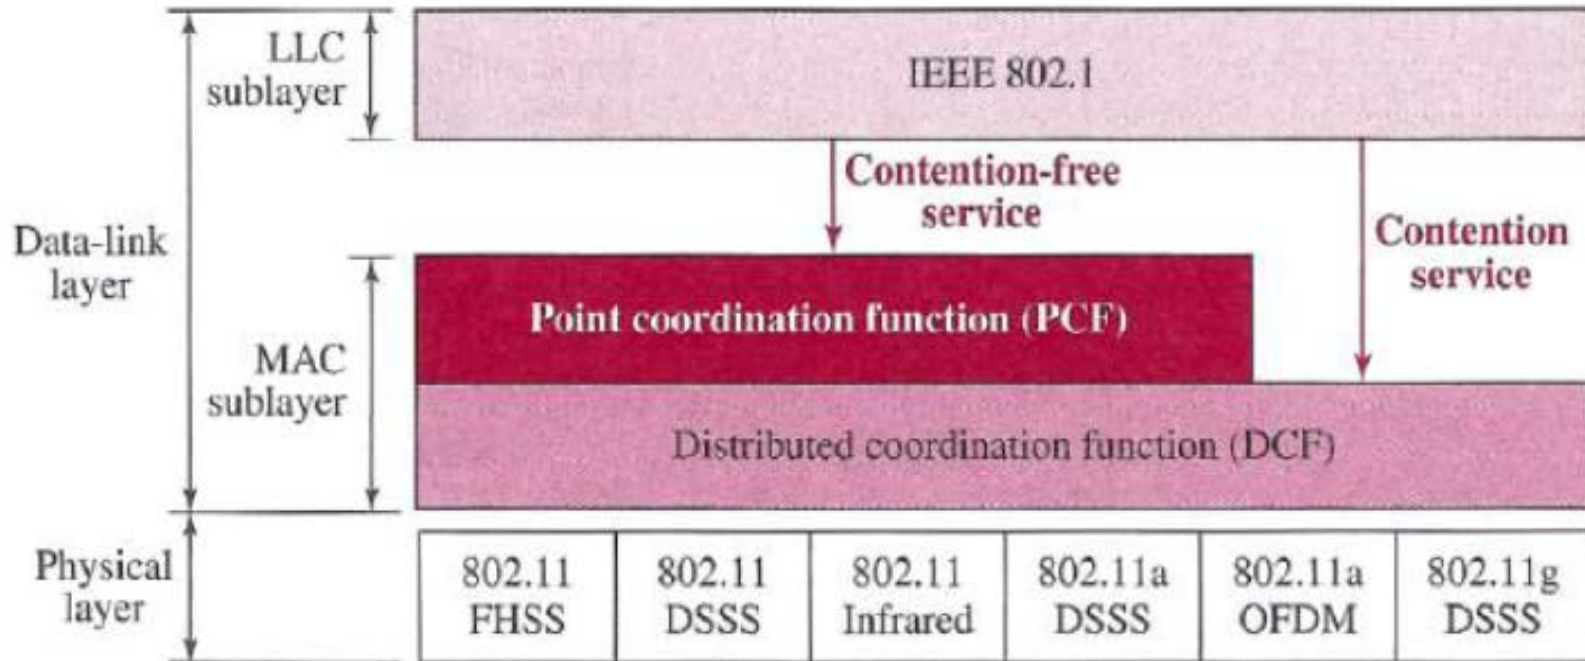 LLC
sublayer
IEEE 802.1
Contention-free
service
Contention
service
Data-link
layer
Point coordination function (PCF)
MAC
sublayer
Distributed coordination function (DCF)
Physical
layer
802.11
FHSS
802.11
DSSS
802.11
Infrared
802.11a
DSSS
802.11a
OFDM
802.11g
DSSS